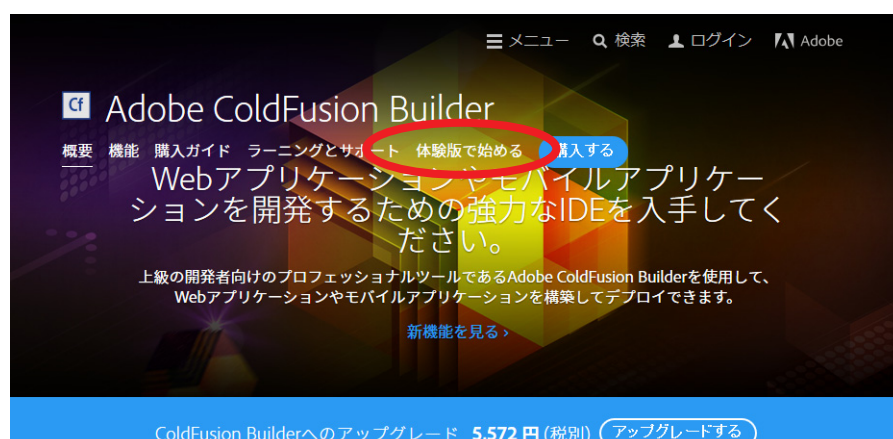 メニュー 検索 ログイン Adobe
Cf Adobe ColdFusion Builder
概要 機能 購入ガイド ラーニングとサポート 体験版で始める 購入する
Webアプリケーションやモバイルアプリケー
ションを開発するための強力なIDEを入手してく
ださい。
上級の開発者向けのプロフェッショナルツールであるAdobe ColdFusion Builderを使用して、
Webアプリケーションやモバイルアプリケーションを構築してデプロイできます。
新機能を見る ›
ColdFusion Builderへのアップグレード 5,572 円 (税別) アップグレードする